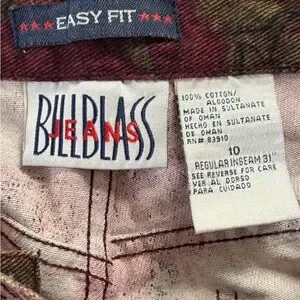 ★★★ EASY FIT ★★★
BILLBLASS
JEANS
100% COTTON/
ALGODON
MADE IN SULTANATE
OF OMAN
HECHO EN SULTANATE
DE OMAN
RN# 83910
10
REGULAR INSEAM 31"
SEE REVERSE FOR CARE
VER AL DORSO
PARA CUIDADO